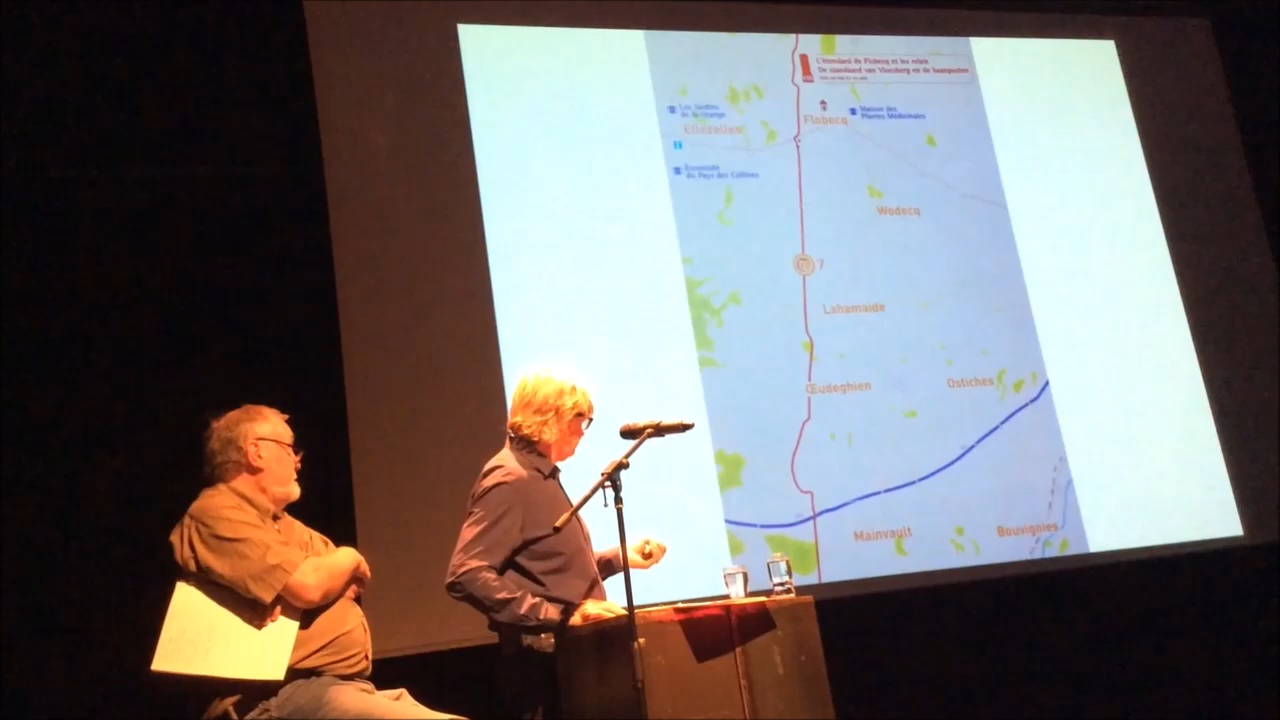 L'étendard de Flobecq et les relais
De standaard van Vloesberg en de baanposten
Les Jardins
de la Grange
Maison des
Plantes Médicinales
Flobecq
Ellezelles
du Pays des Collines
Wodecq
7
Lahamaide
Œudeghien
Ostiches
Mainvault
Bouvignies